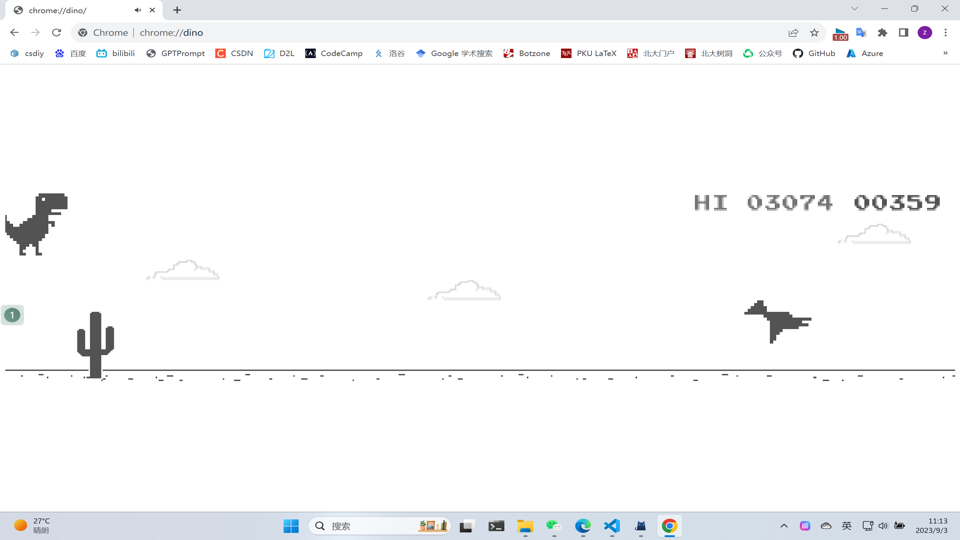 chrome://dino/
Chrome | chrome://dino
1.00
z
csdiy 百度 bilibili GPTPrompt CSDN D2L CodeCamp 洛谷 Google 学术搜索 Botzone PKU LaTeX 北大门户 北大树洞 公众号 GitHub Azure »
HI 03074 00359
1
27°C
晴朗
搜索
英
11:13
2023/9/3